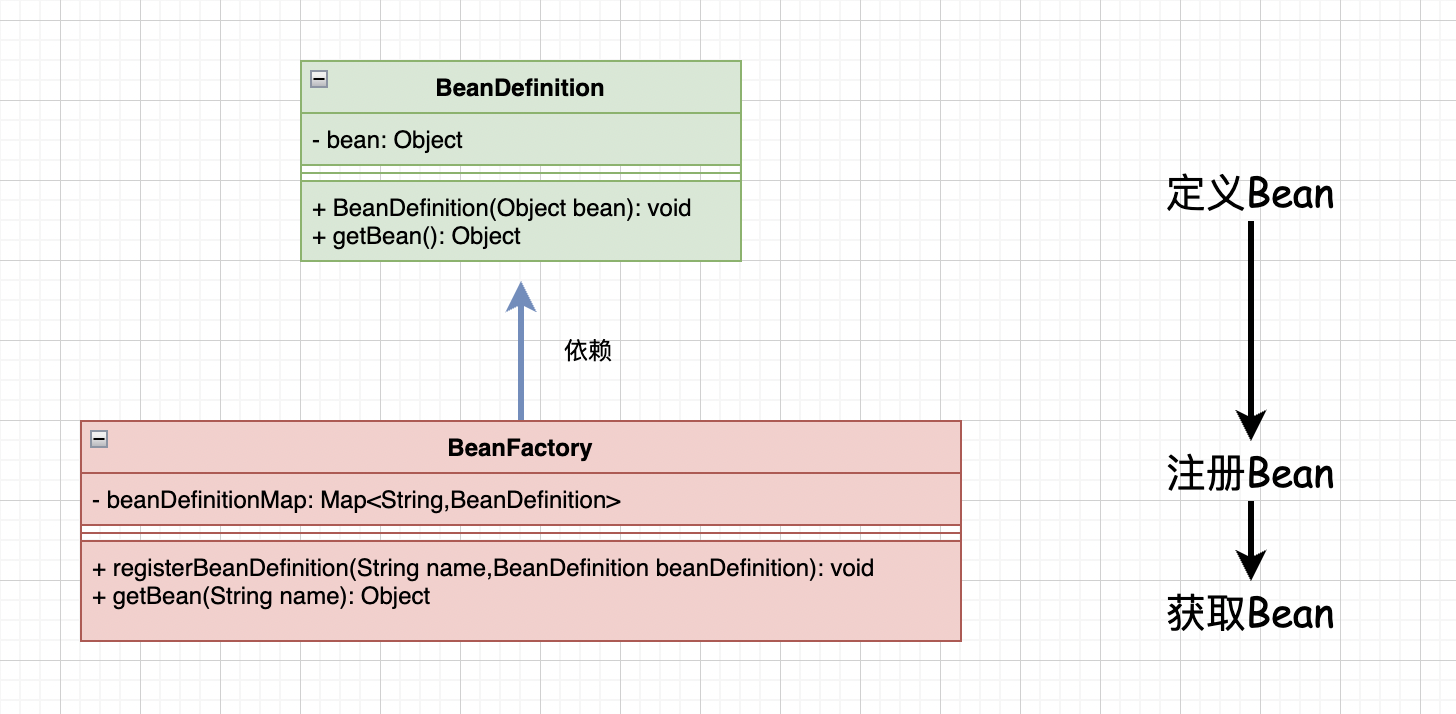 BeanDefinition
- bean: Object
+ BeanDefinition(Object bean): void
+ getBean(): Object
依赖
BeanFactory
- beanDefinitionMap: Map<String,BeanDefinition>
+ registerBeanDefinition(String name,BeanDefinition beanDefinition): void
+ getBean(String name): Object
定义Bean
注册Bean
获取Bean